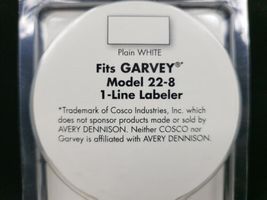 Plain WHITE
Fits GARVEY®*
Model 22-8
1-Line Labeler
*Trademark of Cosco Industries, Inc, which
does not sponsor products made or sold by
AVERY DENNISON. Neither COSCO nor
Garvey is affiliated with AVERY DENNISON.